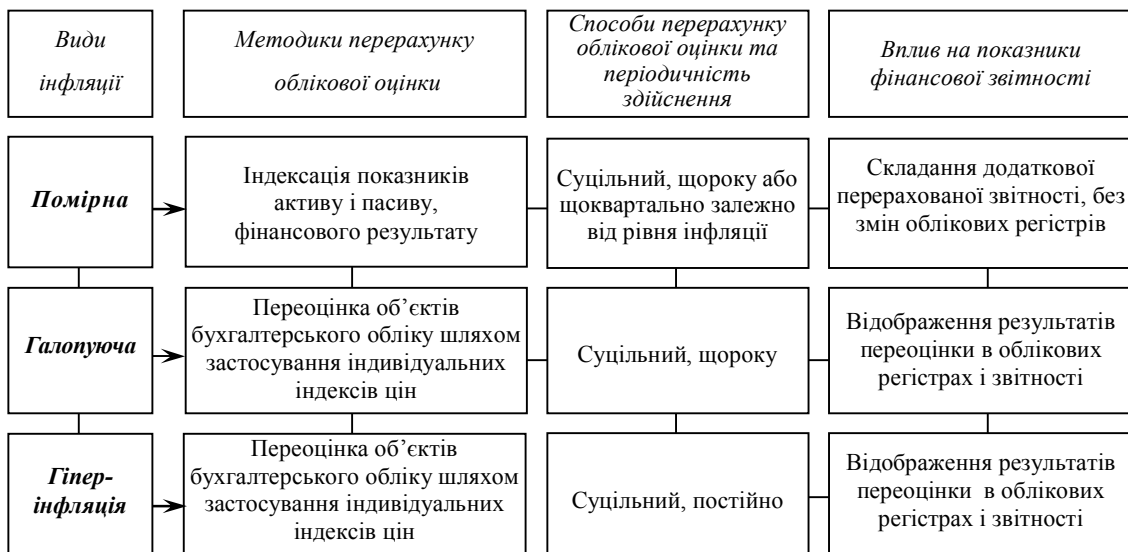 Види
інфляції
Методики перерахунку
облікової оцінки
Способи перерахунку
облікової оцінки та
періодичність
здійснення
Вплив на показники
фінансової звітності
Помірна
Індексація показників
активу і пасиву,
фінансового результату
Суцільний, щороку або
щоквартально залежно
від рівня інфляції
Складання додаткової
перерахованої звітності, без
змін облікових регістрів
Галопуюча
Переоцінка об’єктів
бухгалтерського обліку шляхом
застосування індивідуальних
індексів цін
Суцільний, щороку
Відображення результатів
переоцінки в облікових
регістрах і звітності
Гіпер-
інфляція
Переоцінка об’єктів
бухгалтерського обліку шляхом
застосування індивідуальних
індексів цін
Суцільний, постійно
Відображення результатів
переоцінки в облікових
регістрах і звітності